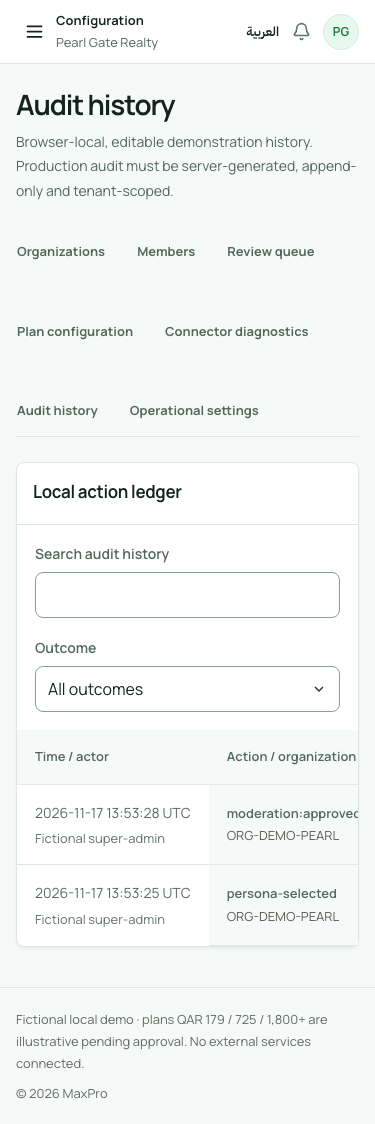 Configuration
Pearl Gate Realty
العربية
PG
Audit history
Browser-local, editable demonstration history.
Production audit must be server-generated, append-
only and tenant-scoped.
Organizations Members Review queue
Plan configuration Connector diagnostics
Audit history Operational settings
Local action ledger
Search audit history
Outcome
All outcomes
Time / actor Action / organization
2026-11-17 13:53:28 UTC moderation:approved
Fictional super-admin ORG-DEMO-PEARL
2026-11-17 13:53:25 UTC persona-selected
Fictional super-admin ORG-DEMO-PEARL
Fictional local demo · plans QAR 179 / 725 / 1,800+ are
illustrative pending approval. No external services
connected.
© 2026 MaxPro